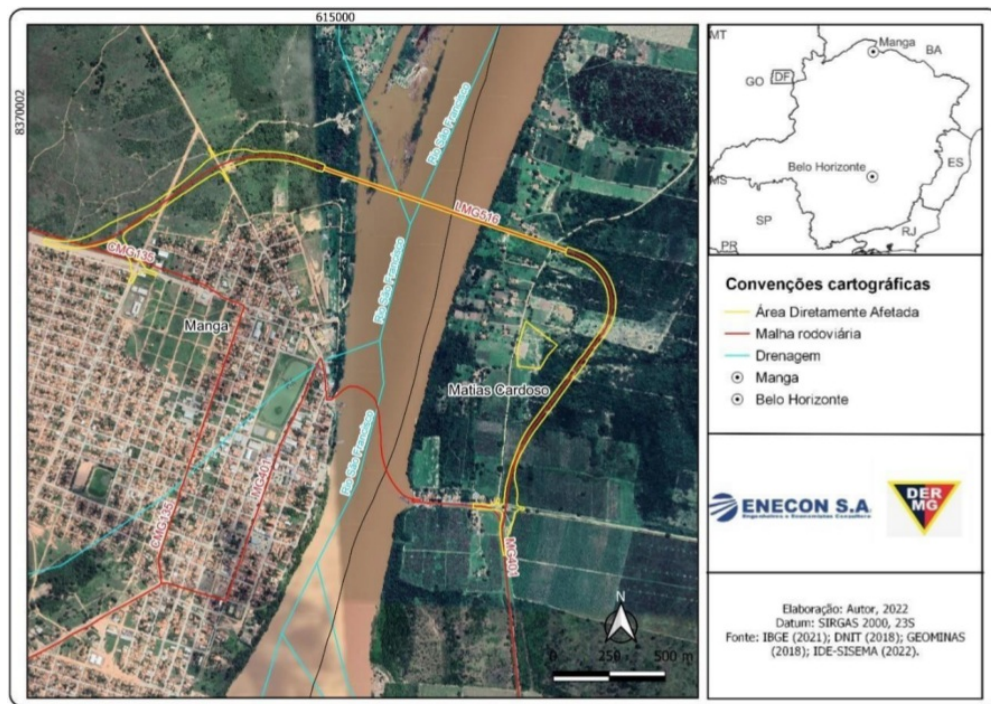 615000
8370002
Rio São Francisco
LMG516
CMG135
Rio São Francisco
Manga
Matias Cardoso
Rio São Francisco
MG401
CMG135
MG401
N
0 250 500 m
MT
Manga
BA
GO
DF
Belo Horizonte
ES
MS
SP
RJ
PR
Convenções cartográficas
Área Diretamente Afetada
Malha rodoviária
Drenagem
Manga
Belo Horizonte
ENECON S.A.
Engenheiros e Economistas Consultores
DER
MG
Elaboração: Autor, 2022
Datum: SIRGAS 2000, 23S
Fonte: IBGE (2021); DNIT (2018); GEOMINAS
(2018); IDE-SISEMA (2022).